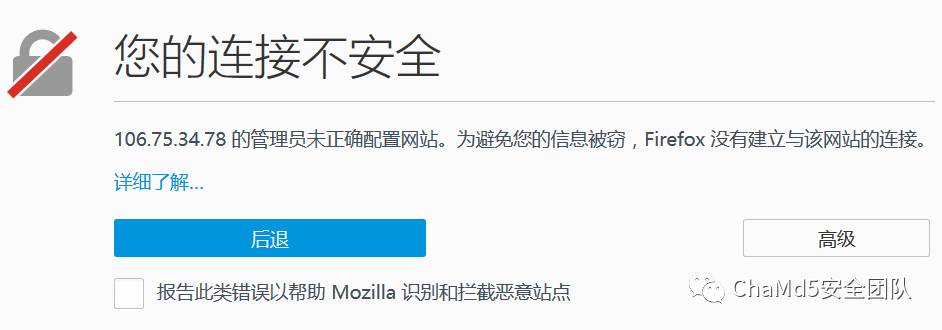 您的连接不安全
106.75.34.78 的管理员未正确配置网站。为避免您的信息被窃，Firefox 没有建立与该网站的连接。
详细了解...
后退
高级
报告此类错误以帮助 Mozilla 识别和拦截恶意站点
ChaMd5安全团队